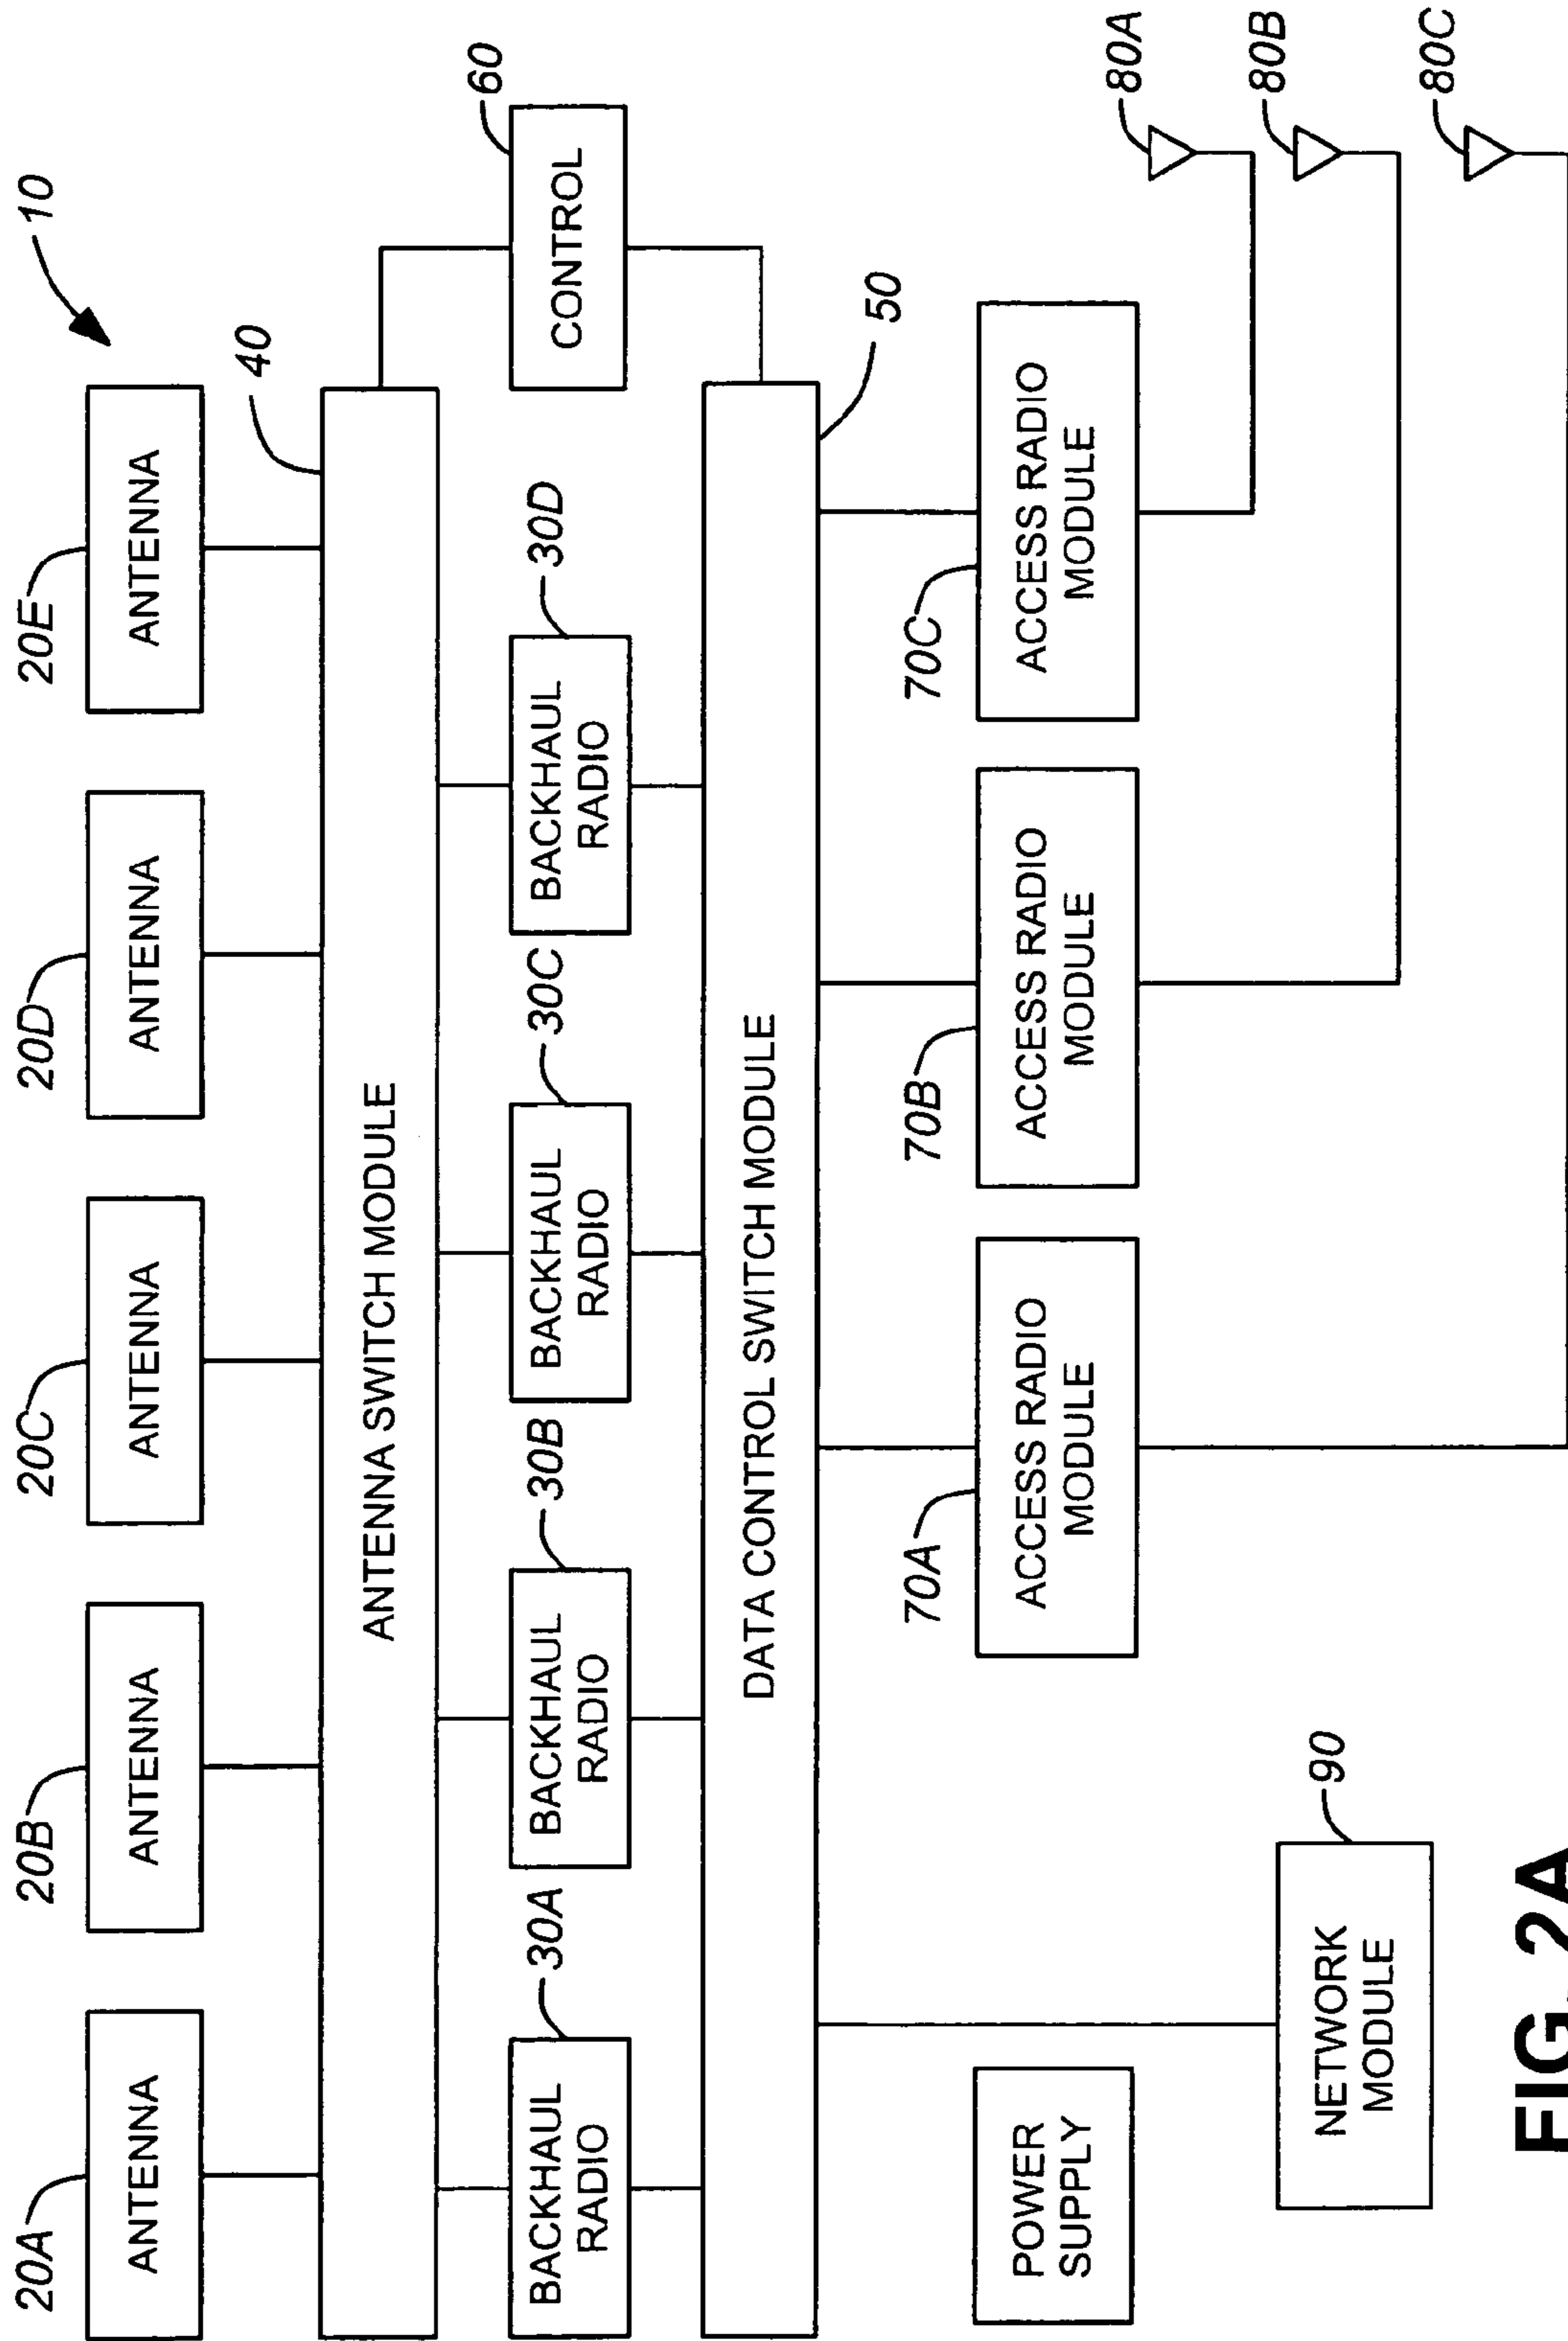 20A
20B
20C
20D
20E
10
ANTENNA
ANTENNA
ANTENNA
ANTENNA
ANTENNA
40
ANTENNA SWITCH MODULE
60
30A
30B
30C
30D
BACKHAUL
RADIO
BACKHAUL
RADIO
BACKHAUL
RADIO
BACKHAUL
RADIO
CONTROL
DATA CONTROL SWITCH MODULE
50
70A
70B
70C
POWER
SUPPLY
ACCESS RADIO
MODULE
ACCESS RADIO
MODULE
ACCESS RADIO
MODULE
80A
80B
80C
90
NETWORK
MODULE
FIG. 2A